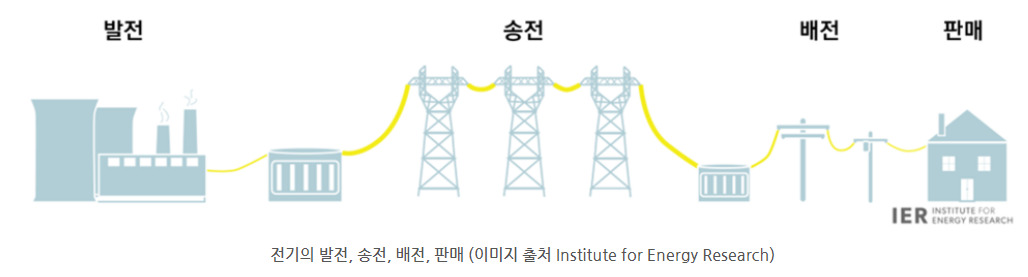 발전 송전 배전 판매
IER INSTITUTE FOR
ENERGY RESEARCH
전기의 발전, 송전, 배전, 판매 (이미지 출처 Institute for Energy Research)